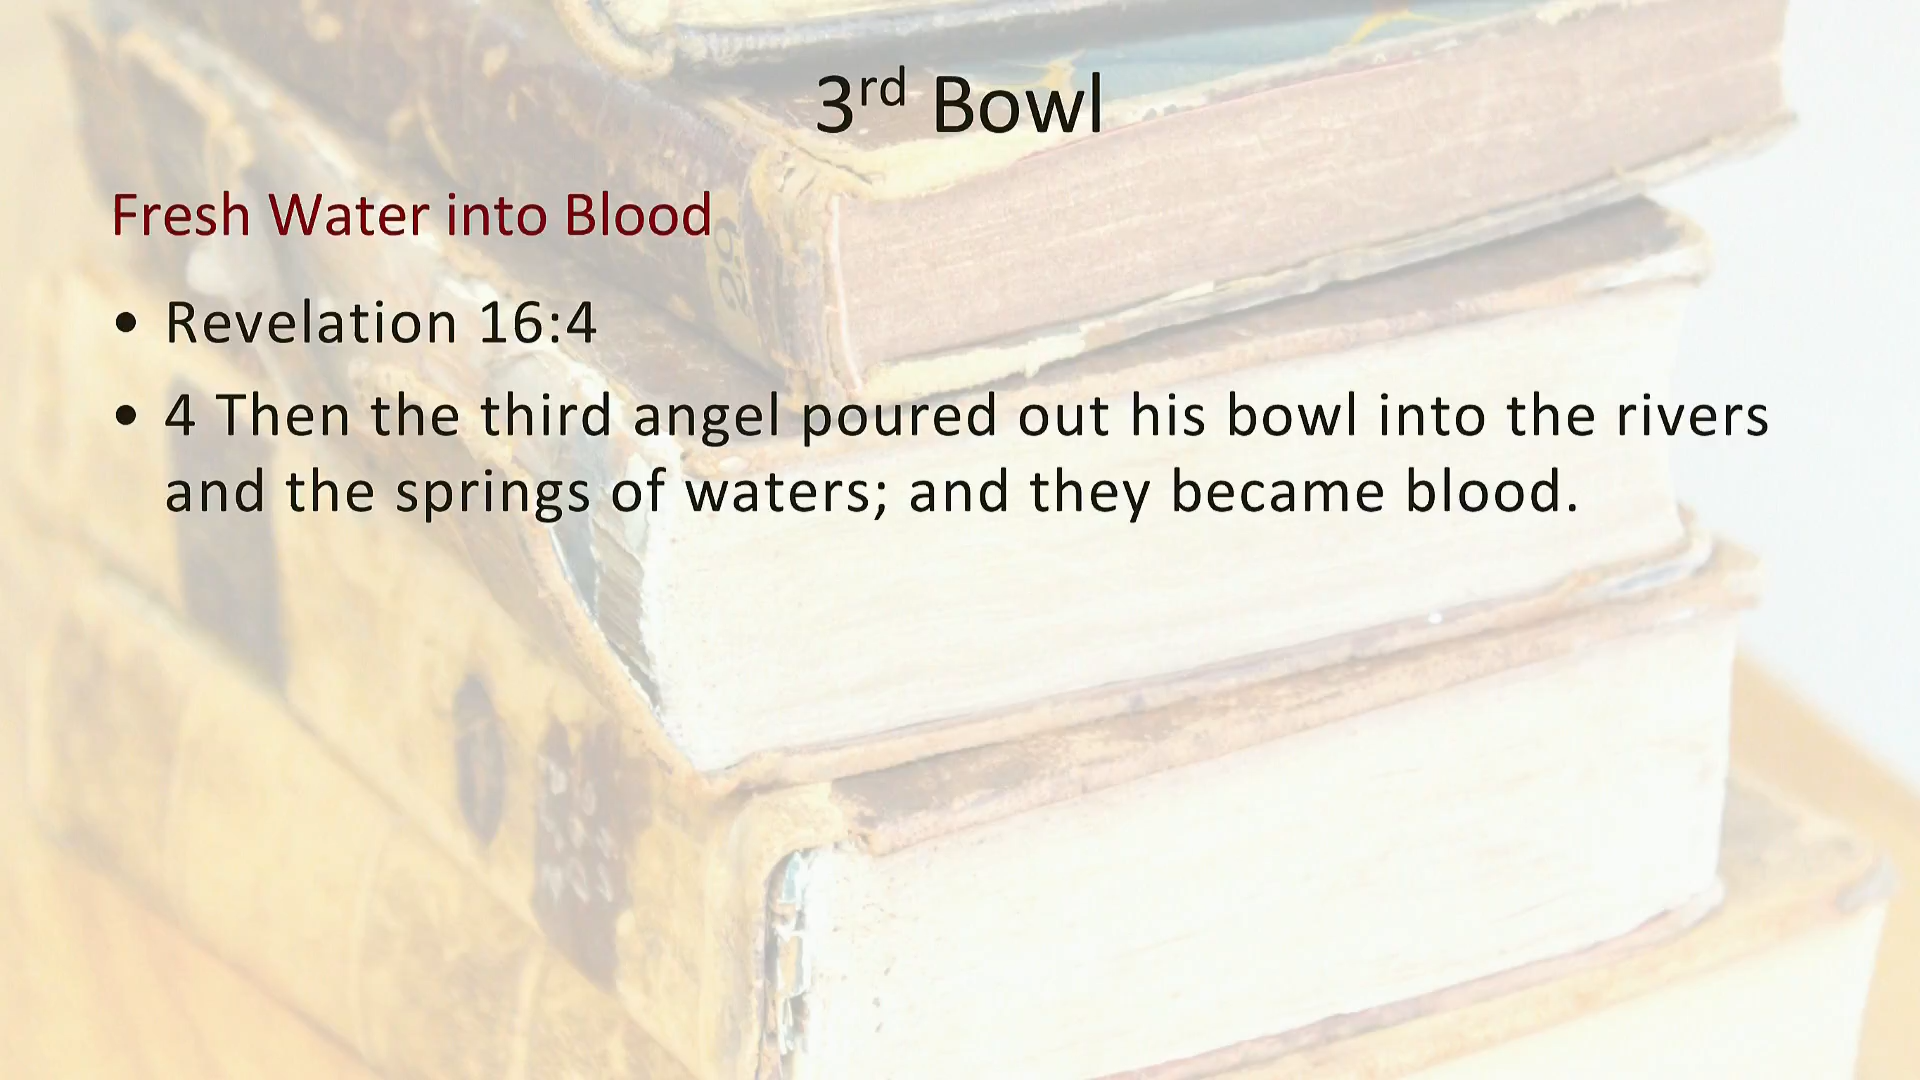 3rd Bowl
Fresh Water into Blood
• Revelation 16:4
• 4 Then the third angel poured out his bowl into the rivers
and the springs of waters; and they became blood.
29